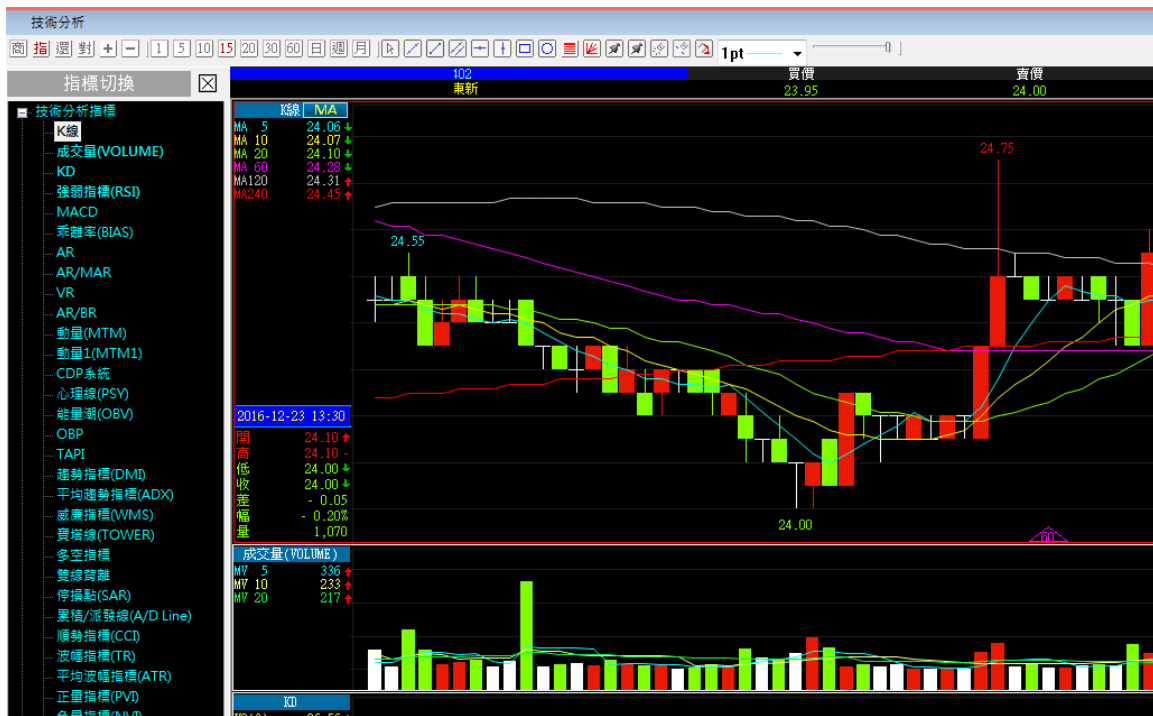 技術分析
商 指 還 對 + − 1 5 10 15 20 30 60 日 週 月 1pt 0
指標切換
102 買價 賣價
東新 23.95 24.00
技術分析指標
K線
成交量(VOLUME)
KD
強弱指標(RSI)
MACD
乖離率(BIAS)
AR
AR/MAR
VR
AR/BR
動量(MTM)
動量1(MTM1)
CDP系統
心理線(PSY)
能量潮(OBV)
OBP
TAPI
趨勢指標(DMI)
平均趨勢指標(ADX)
威廉指標(WMS)
寶塔線(TOWER)
多空指標
雙線背離
停損點(SAR)
累積/派發線(A/D Line)
順勢指標(CCI)
波幅指標(TR)
平均波幅指標(ATR)
正量指標(PVI)
負量指標(NVI)
K線 MA
MA 5 24.06↓
MA 10 24.07↓
MA 20 24.10↓
MA 60 24.28↓
MA120 24.31↑
MA240 24.45↑
24.75
24.55
24.00
60
2016-12-23 13:30
開 24.10↑
高 24.10 -
低 24.00↓
收 24.00↓
差 - 0.05
幅 - 0.20%
量 1,070
成交量(VOLUME)
MV 5 336↑
MV 10 233↑
MV 20 217↑
KD